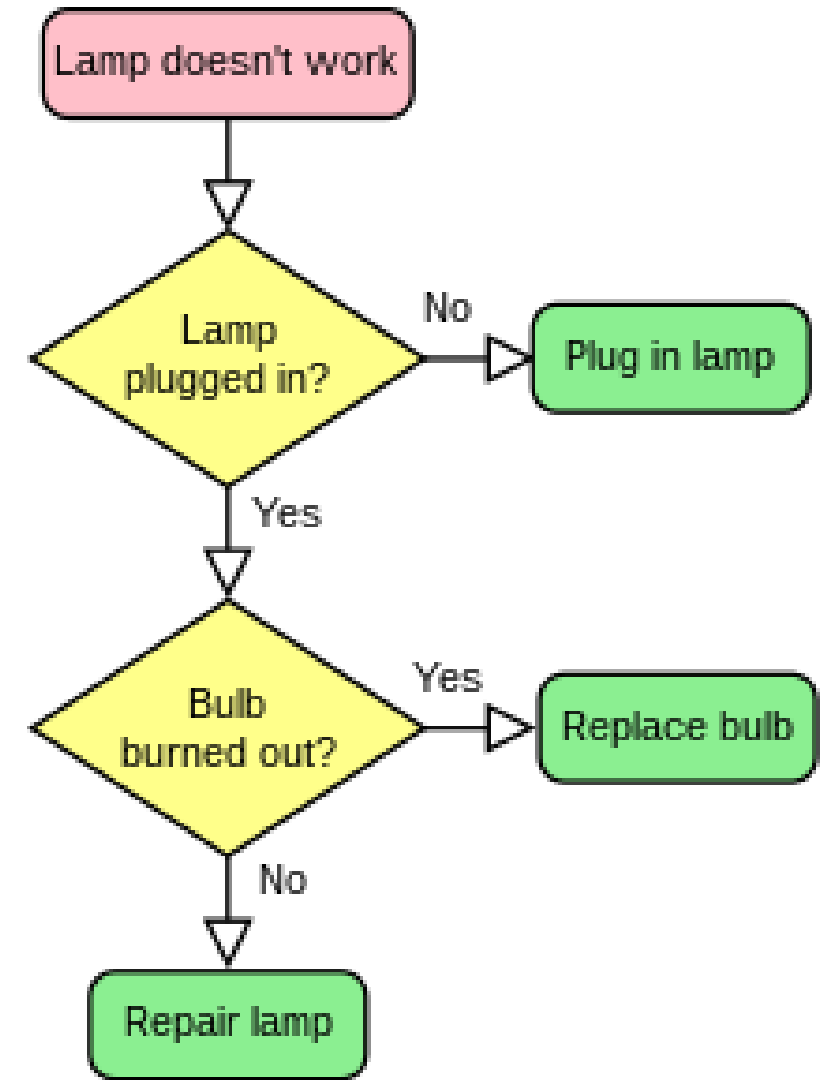 Lamp doesn't work
Lamp
plugged in?
No
Plug in lamp
Yes
Bulb
burned out?
Yes
Replace bulb
No
Repair lamp